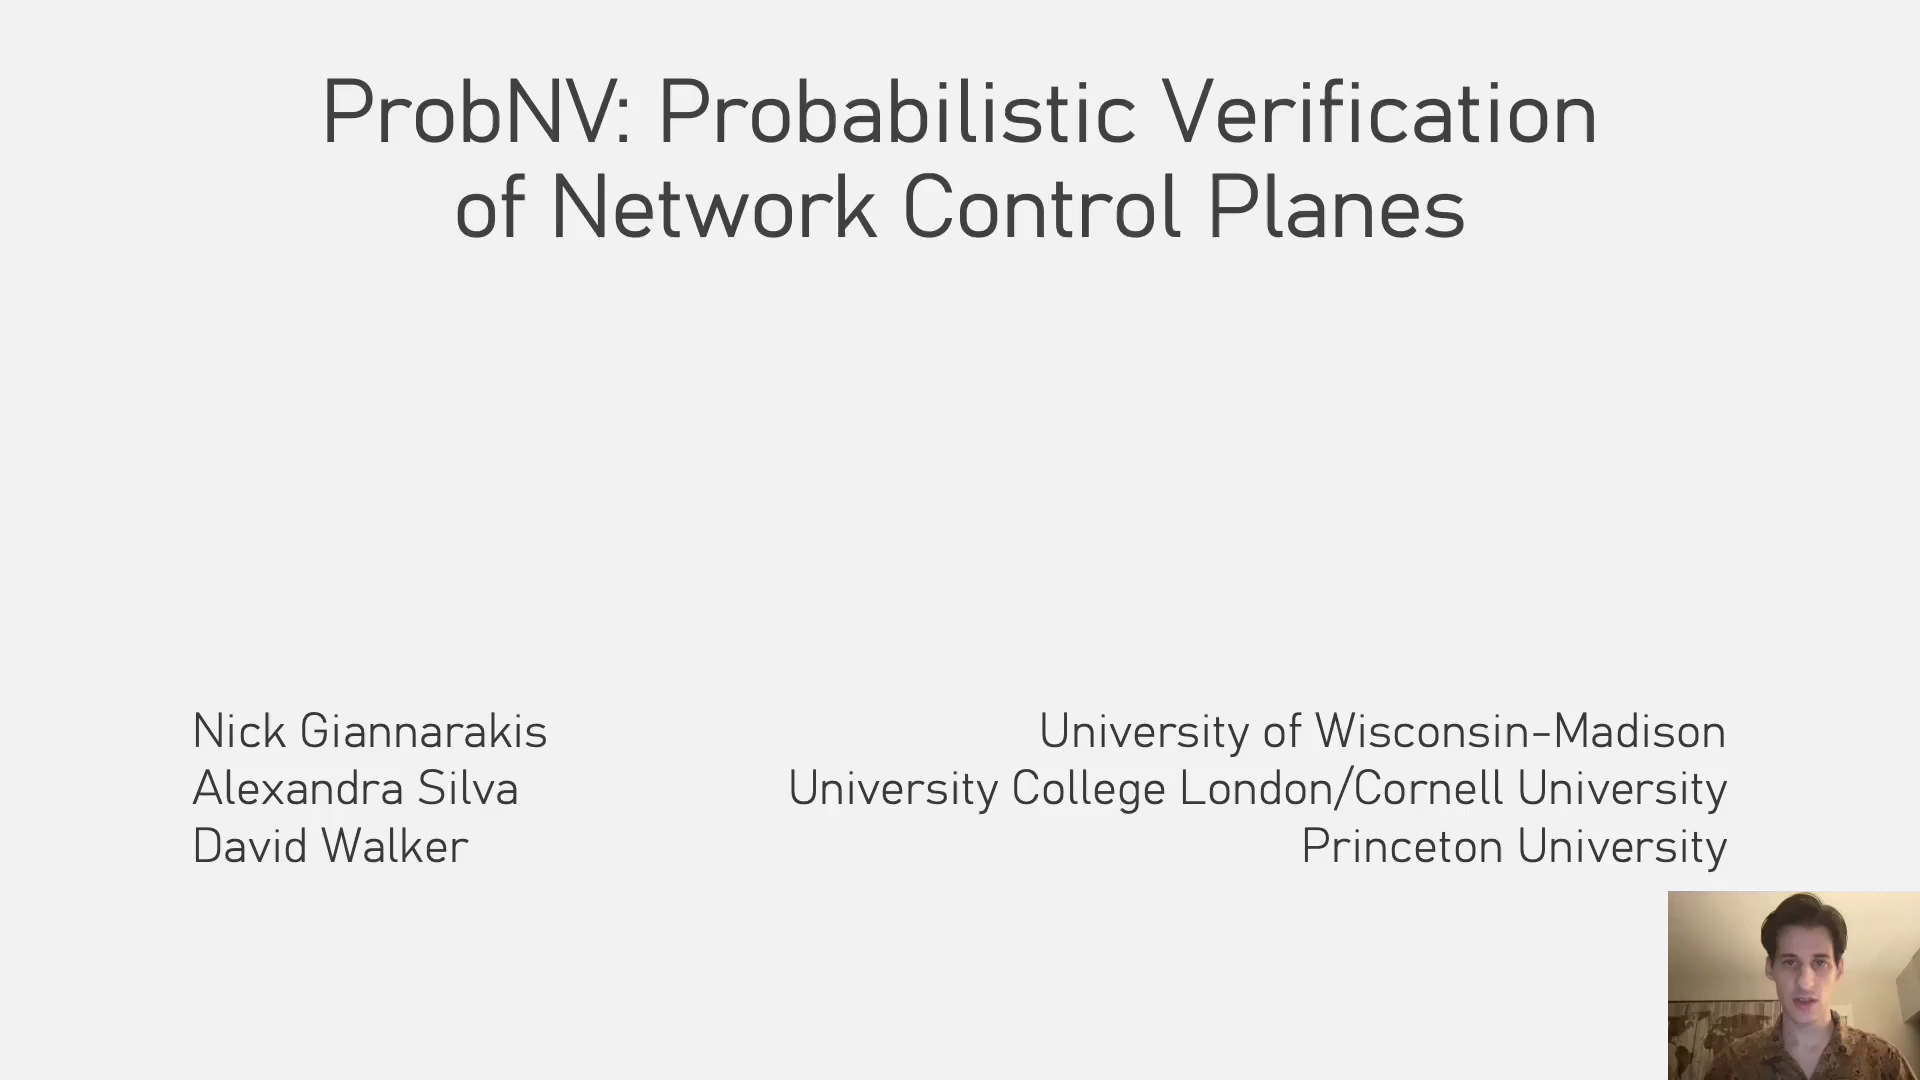 ProbNV: Probabilistic Verification
of Network Control Planes
Nick Giannarakis
University of Wisconsin-Madison
Alexandra Silva
University College London/Cornell University
David Walker
Princeton University